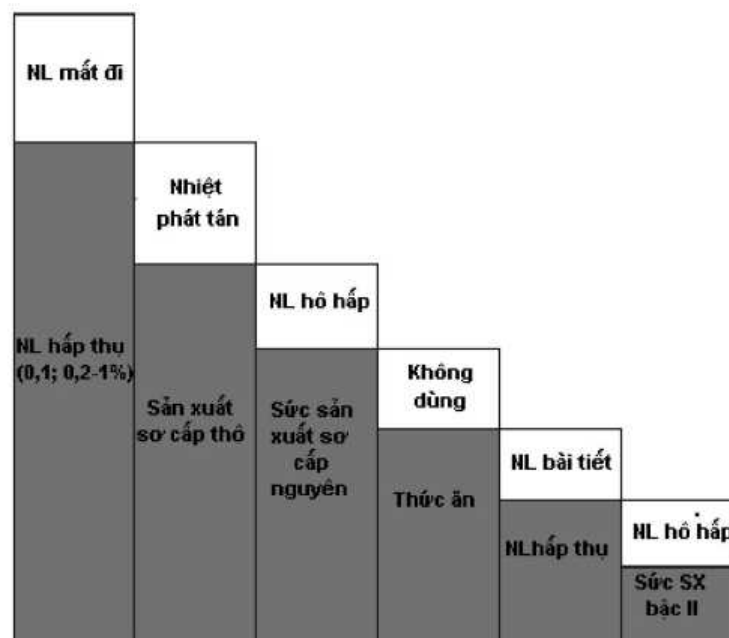 NL mất đi
NL hấp thụ
(0,1; 0,2-1%)
Nhiệt
phát tán
Sản xuất
sơ cấp thô
NL hô hấp
Sức sản
xuất sơ
cấp
nguyên
Không
dùng
Thức ăn
NL bài tiết
NLhấp thụ
NL hô hấp
Sức SX
bậc II